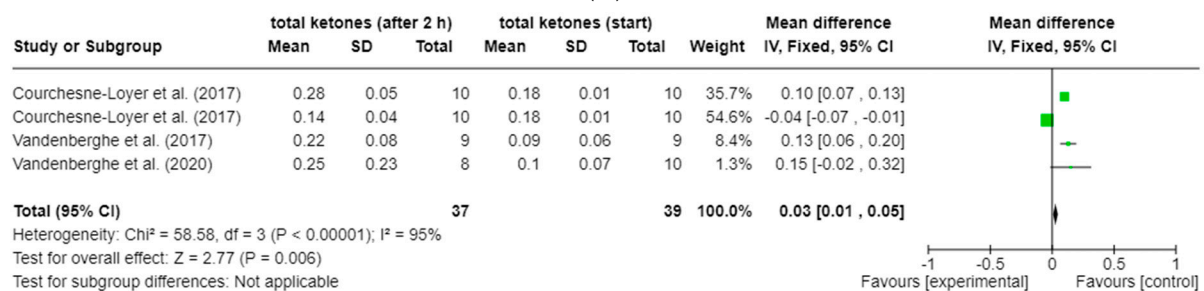 total ketones (after 2 h) total ketones (start) Mean difference Mean difference
Study or Subgroup Mean SD Total Mean SD Total Weight IV, Fixed, 95% CI IV, Fixed, 95% CI
Courchesne-Loyer et al. (2017) 0.28 0.05 10 0.18 0.01 10 35.7% 0.10 [0.07 , 0.13]
Courchesne-Loyer et al. (2017) 0.14 0.04 10 0.18 0.01 10 54.6% -0.04 [-0.07 , -0.01]
Vandenberghe et al. (2017) 0.22 0.08 9 0.09 0.06 9 8.4% 0.13 [0.06 , 0.20]
Vandenberghe et al. (2020) 0.25 0.23 8 0.1 0.07 10 1.3% 0.15 [-0.02 , 0.32]
Total (95% CI) 37 39 100.0% 0.03 [0.01 , 0.05]
Heterogeneity: Chi² = 58.58, df = 3 (P < 0.00001); I² = 95%
Test for overall effect: Z = 2.77 (P = 0.006)
Test for subgroup differences: Not applicable
-1 -0.5 0 0.5 1
Favours [experimental] Favours [control]